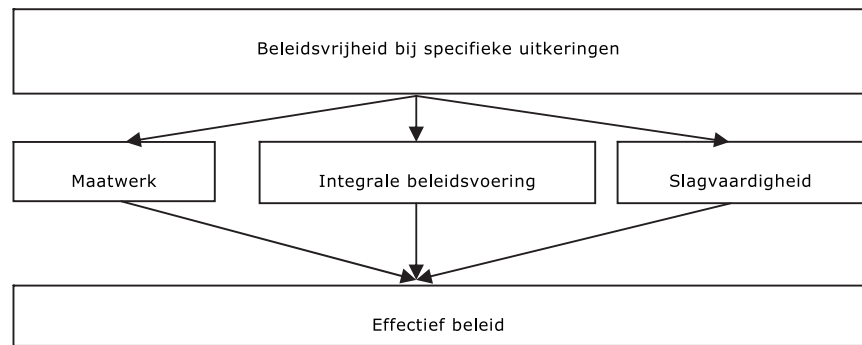 Beleidsvrijheid bij specifieke uitkeringen
Maatwerk
Integrale beleidsvoering
Slagvaardigheid
Effectief beleid